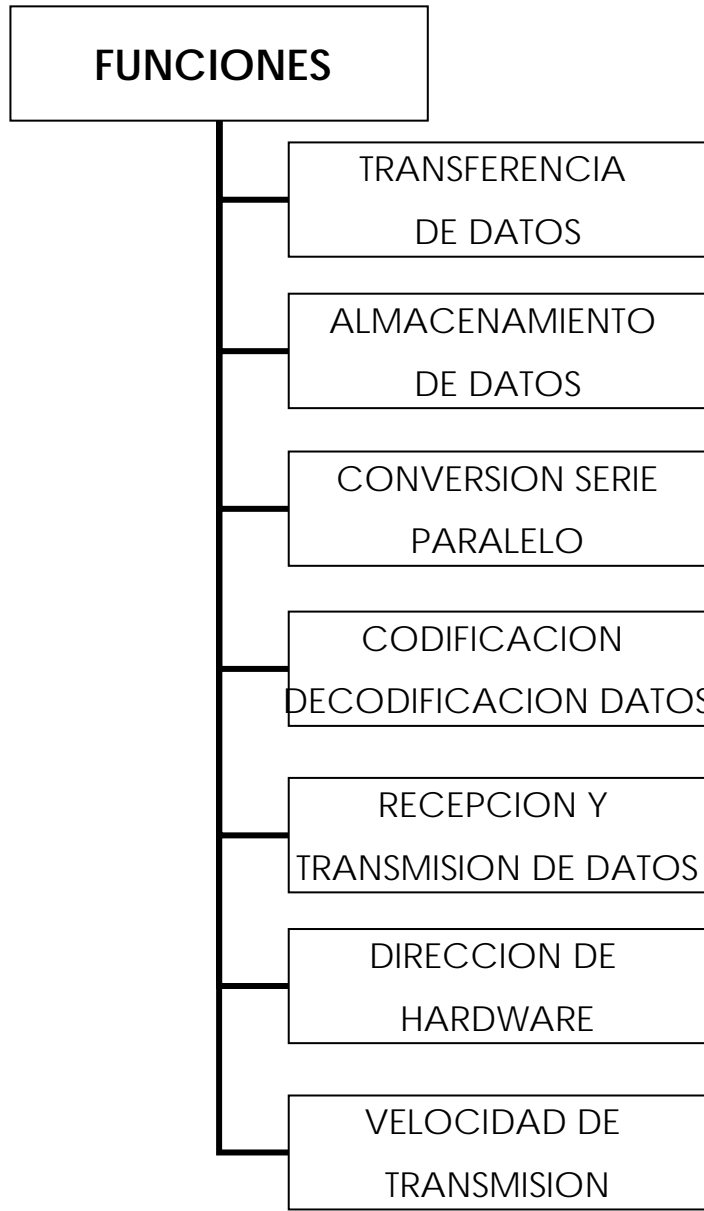 FUNCIONES
TRANSFERENCIA
DE DATOS
ALMACENAMIENTO
DE DATOS
CONVERSION SERIE
PARALELO
CODIFICACION
DECODIFICACION DATOS
RECEPCION Y
TRANSMISION DE DATOS
DIRECCION DE
HARDWARE
VELOCIDAD DE
TRANSMISION